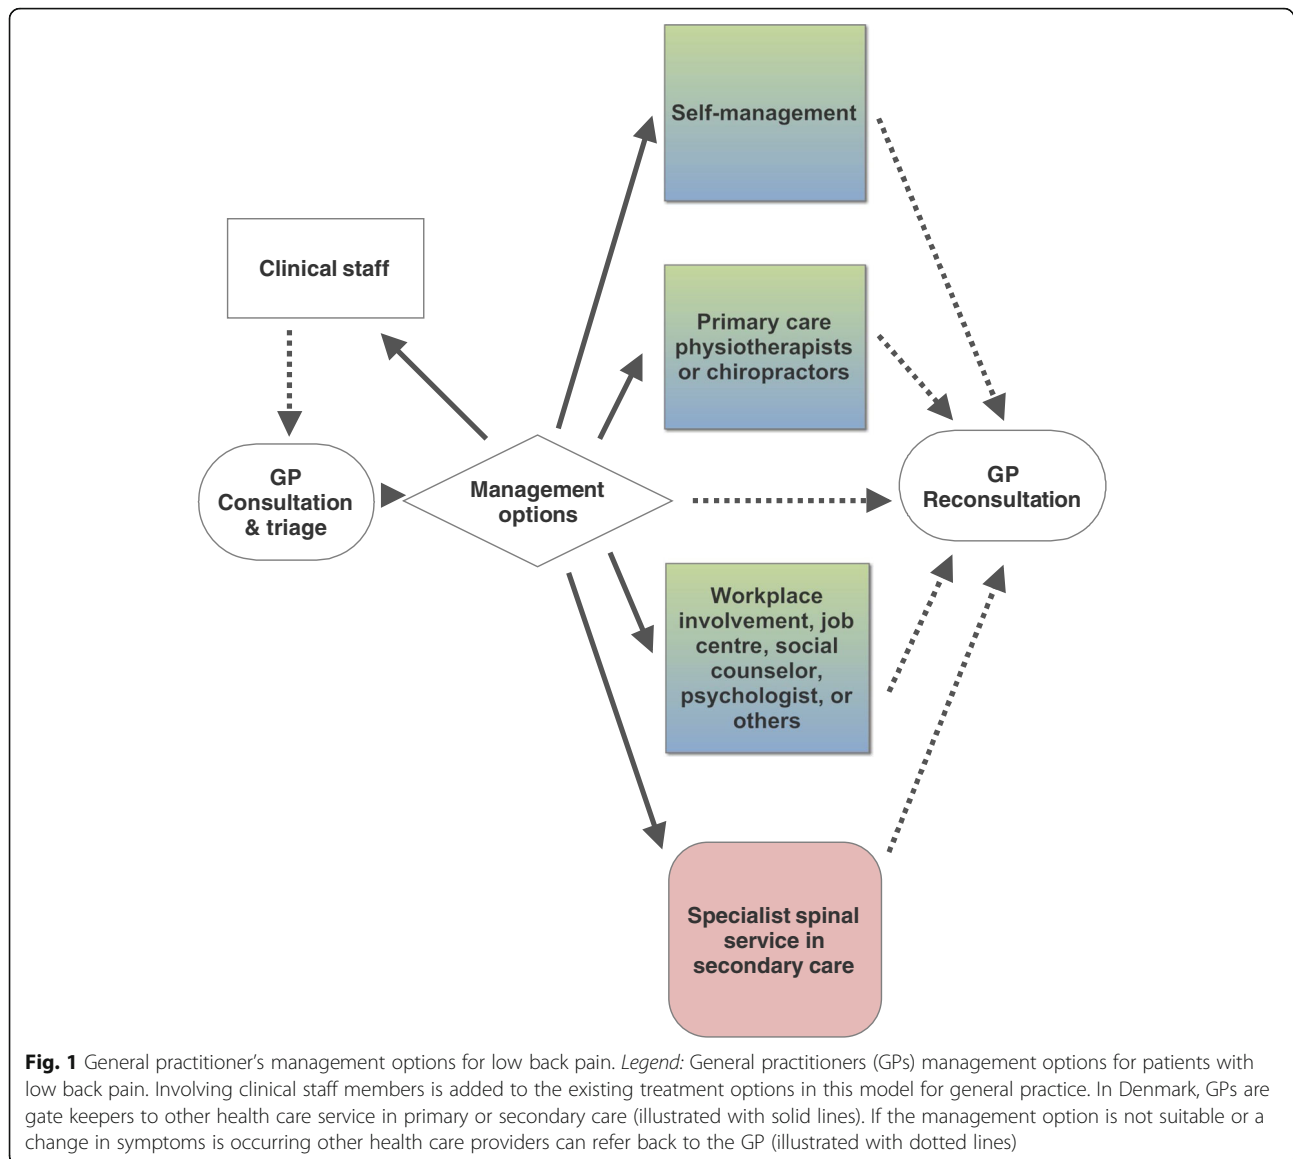 Self-management
Clinical staff
Primary care
physiotherapists
or chiropractors
GP
Consultation
& triage
Management
options
GP
Reconsultation
Workplace
involvement, job
centre, social
counselor,
psychologist, or
others
Specialist spinal
service in
secondary care
Fig. 1 General practitioner’s management options for low back pain. Legend: General practitioners (GPs) management options for patients with
low back pain. Involving clinical staff members is added to the existing treatment options in this model for general practice. In Denmark, GPs are
gate keepers to other health care service in primary or secondary care (illustrated with solid lines). If the management option is not suitable or a
change in symptoms is occurring other health care providers can refer back to the GP (illustrated with dotted lines)